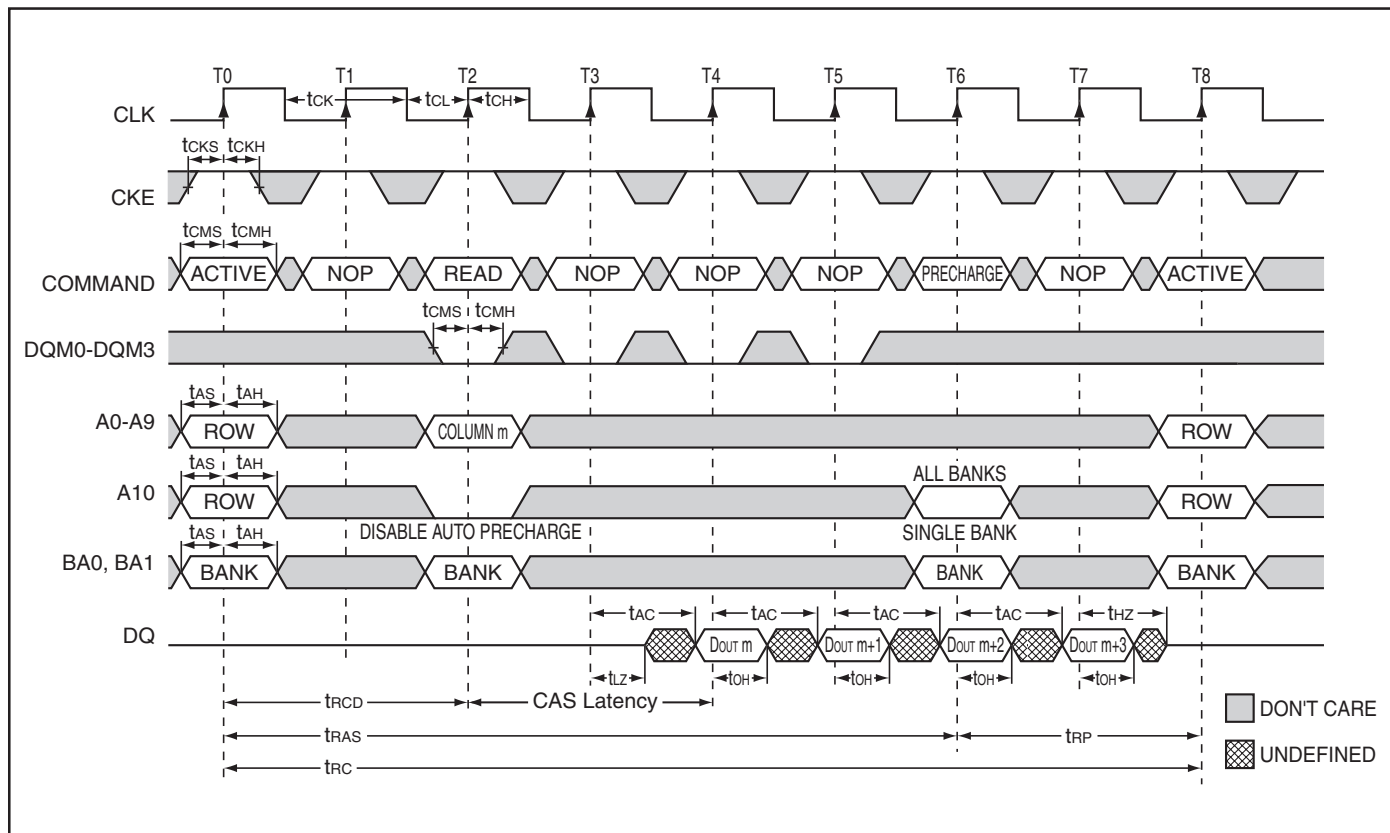 T0 T1 T2 T3 T4 T5 T6 T7 T8
tCK tCL tCH
CLK
tCKS tCKH
CKE
tCMS tCMH
COMMAND ACTIVE NOP READ NOP NOP NOP PRECHARGE NOP ACTIVE
tCMS tCMH
DQM0-DQM3
tAS tAH
A0-A9 ROW COLUMN m ROW
tAS tAH ALL BANKS
A10 ROW ROW
DISABLE AUTO PRECHARGE SINGLE BANK
tAS tAH
BA0, BA1 BANK BANK BANK BANK
tAC tAC tAC tAC tHZ
DQ DOUT m DOUT m+1 DOUT m+2 DOUT m+3
tLZ tOH tOH tOH tOH
tRCD CAS Latency
DON'T CARE
tRAS tRP
UNDEFINED
tRC